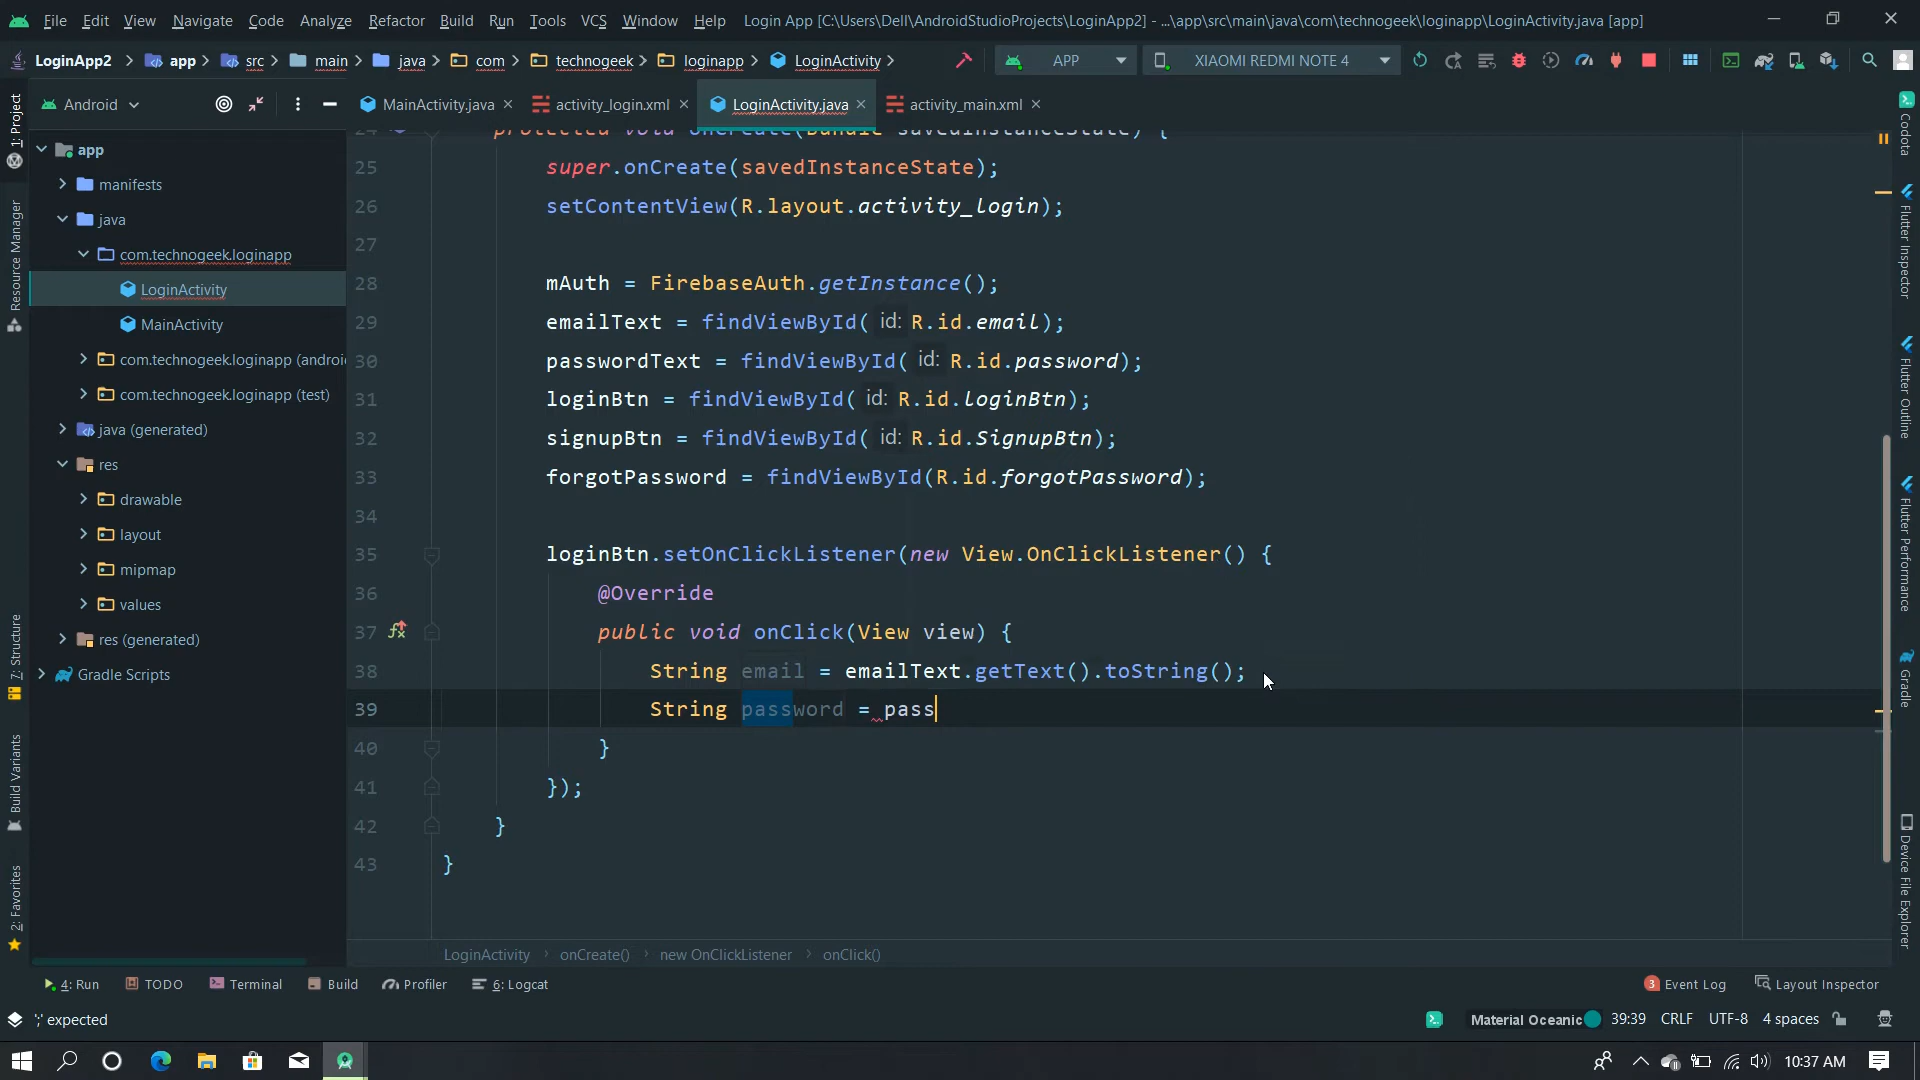 File Edit View Navigate Code Analyze Refactor Build Run Tools VCS Window Help Login App [C:\Users\Dell\AndroidStudioProjects\LoginApp2] - ...\app\src\main\java\com\technogeek\loginapp\LoginActivity.java [app]
LoginApp2 app src main java com technogeek loginapp LoginActivity APP XIAOMI REDMI NOTE 4
Android MainActivity.java activity_login.xml LoginActivity.java activity_main.xml
1: Project
Resource Manager
7: Structure
Build Variants
2: Favorites
app
manifests
java
com.technogeek.loginapp
LoginActivity
MainActivity
com.technogeek.loginapp (androi
com.technogeek.loginapp (test)
java (generated)
res
drawable
layout
mipmap
values
res (generated)
Gradle Scripts
24 protected void onCreate(Bundle savedInstanceState) {
25 super.onCreate(savedInstanceState);
26 setContentView(R.layout.activity_login);
27
28 mAuth = FirebaseAuth.getInstance();
29 emailText = findViewById( id: R.id.email);
30 passwordText = findViewById( id: R.id.password);
31 loginBtn = findViewById( id: R.id.loginBtn);
32 signupBtn = findViewById( id: R.id.SignupBtn);
33 forgotPassword = findViewById(R.id.forgotPassword);
34
35 loginBtn.setOnClickListener(new View.OnClickListener() {
36 @Override
37 public void onClick(View view) {
38 String email = emailText.getText().toString();
39 String password = pass
40 }
41 });
42 }
43 }
Codota
Flutter Inspector
Flutter Outline
Flutter Performance
Gradle
Device File Explorer
LoginActivity onCreate() new OnClickListener onClick()
4: Run TODO Terminal Build Profiler 6: Logcat 3 Event Log Layout Inspector
';' expected Material Oceanic 39:39 CRLF UTF-8 4 spaces
10:37 AM